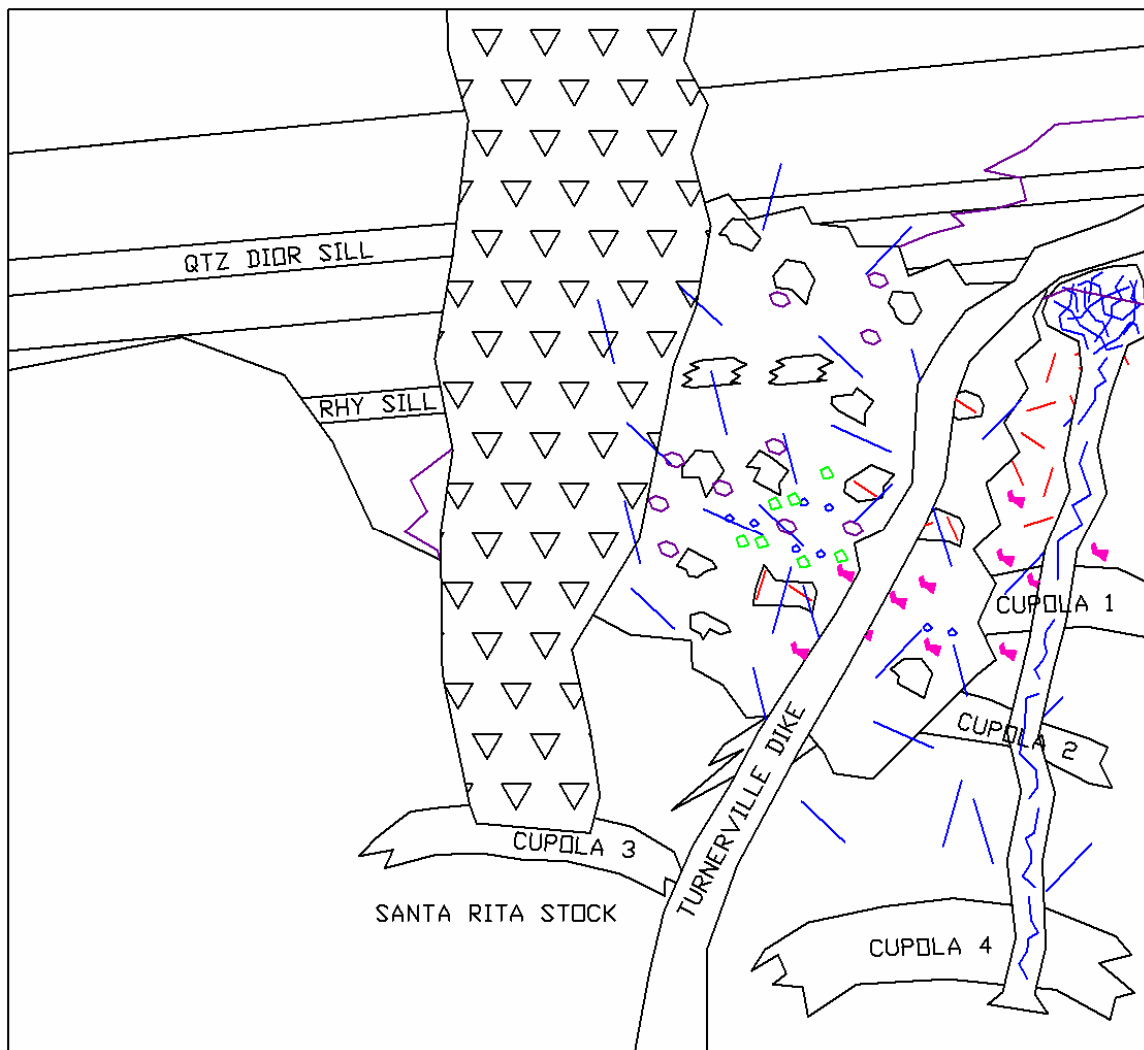 QTZ DIOR SILL
RHY SILL
CUPOLA 1
CUPOLA 2
TURNERVILLE DIKE
CUPOLA 3
SANTA RITA STOCK
CUPOLA 4